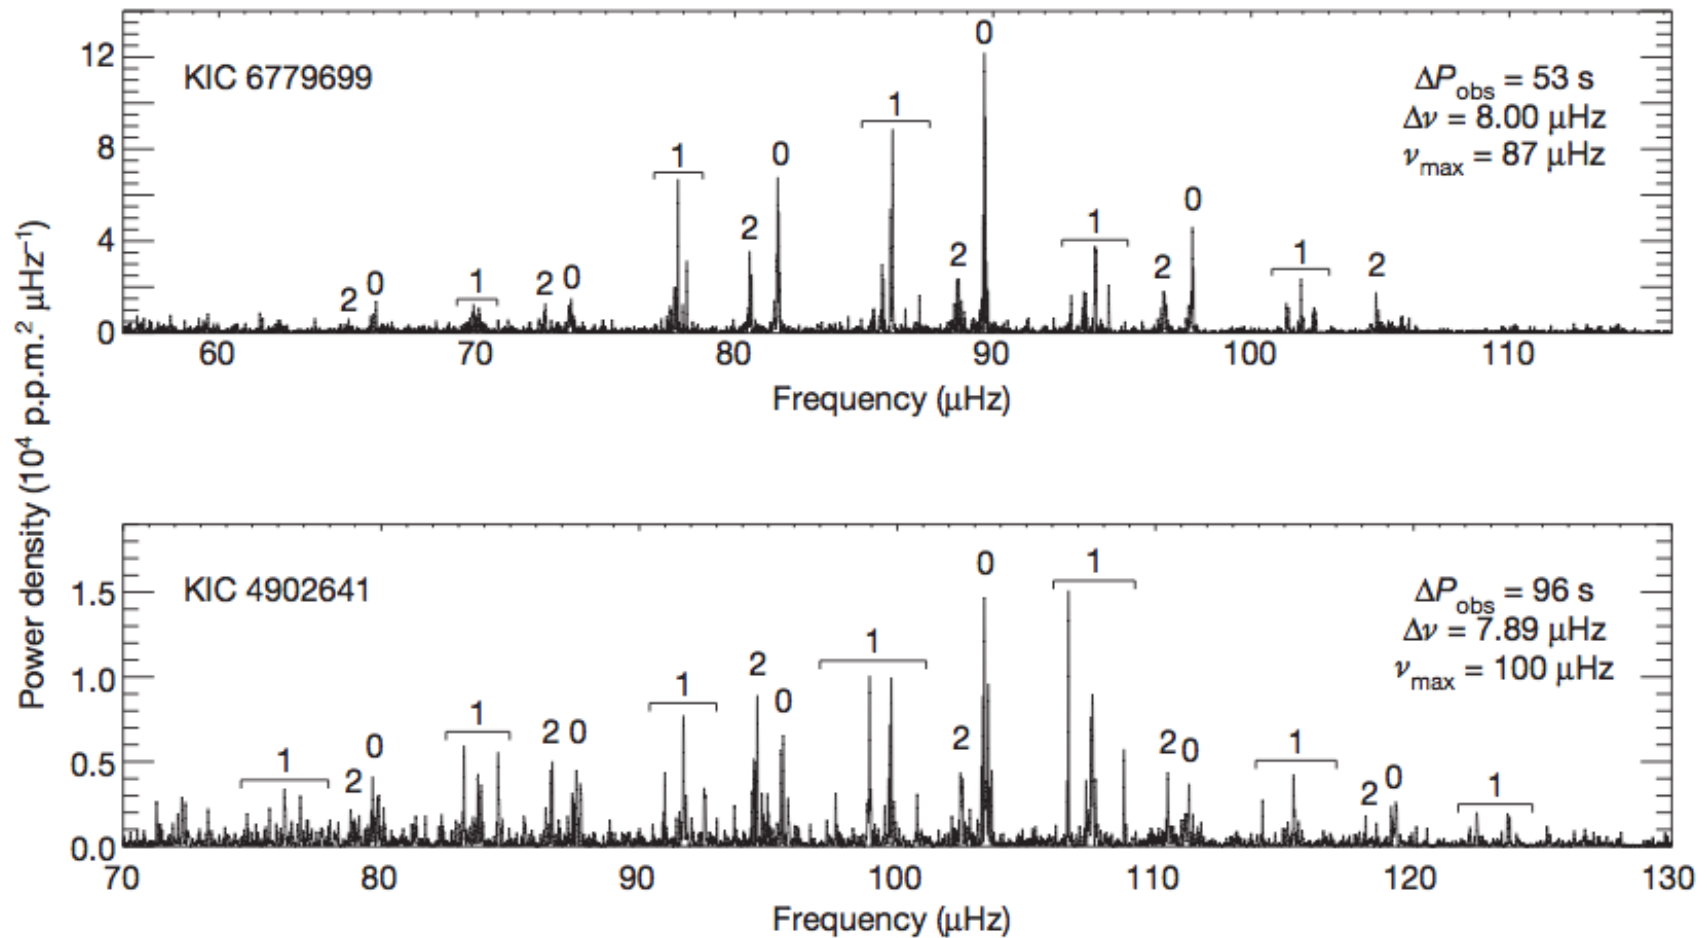 Power density (10⁴ p.p.m.² μHz⁻¹)
KIC 6779699
ΔP_obs = 53 s
Δν = 8.00 μHz
ν_max = 87 μHz
12
8
4
0
2 0 1 2 0 1 2 0 1 2 0 1 2 0 1 2
60 70 80 90 100 110
Frequency (μHz)
KIC 4902641
ΔP_obs = 96 s
Δν = 7.89 μHz
ν_max = 100 μHz
1.5
1.0
0.5
0.0
1 2 0 1 2 0 1 2 0 1 2 0 1 2 0 1 2 0 1
70 80 90 100 110 120 130
Frequency (μHz)